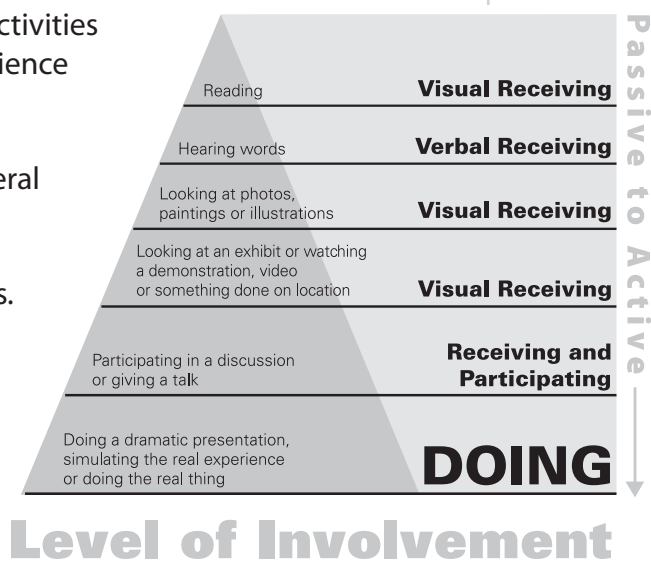 ctivities
ience
eral
s.
Reading
Visual Receiving
Hearing words
Verbal Receiving
Looking at photos,
paintings or illustrations
Visual Receiving
Looking at an exhibit or watching
a demonstration, video
or something done on location
Visual Receiving
Participating in a discussion
or giving a talk
Receiving and
Participating
Doing a dramatic presentation,
simulating the real experience
or doing the real thing
DOING
Passive to Active
Level of Involvement